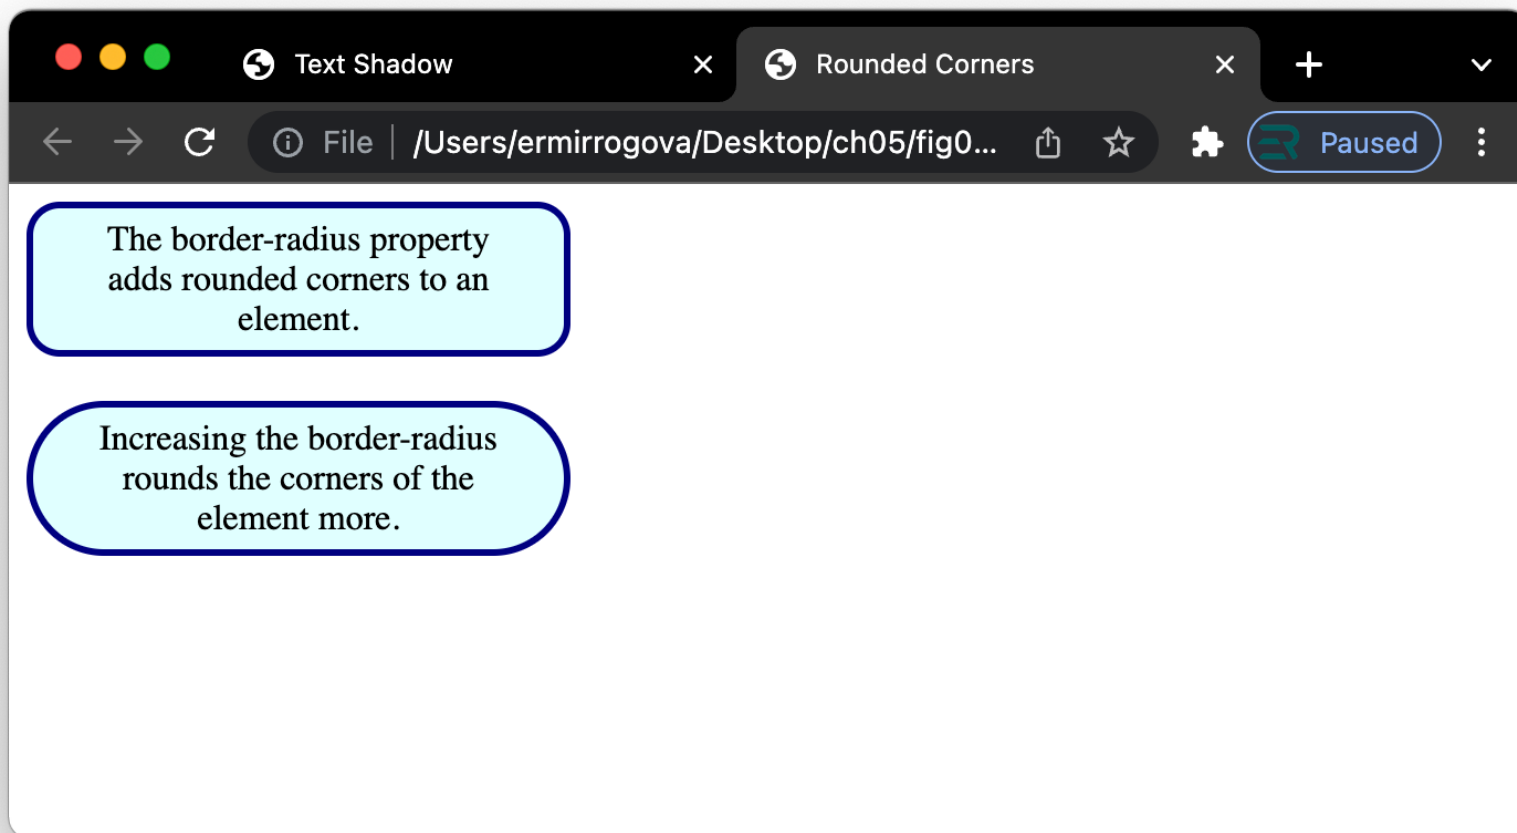 Text Shadow
Rounded Corners
File /Users/ermirrogova/Desktop/ch05/fig0...
ER Paused
The border-radius property
adds rounded corners to an
element.
Increasing the border-radius
rounds the corners of the
element more.